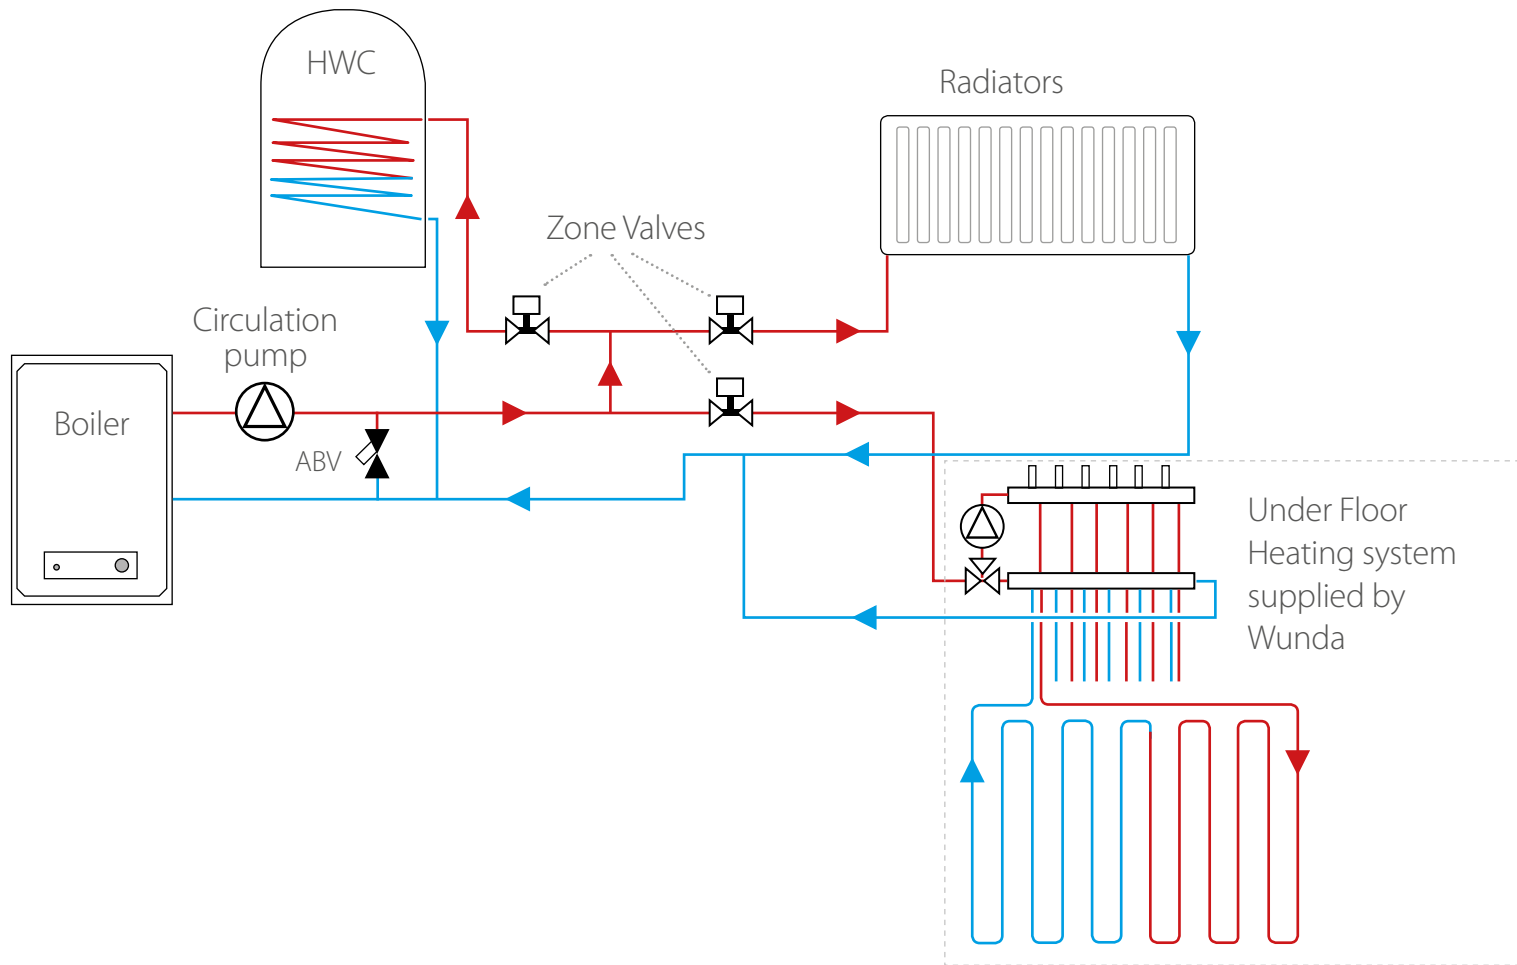 HWC
Radiators
Zone Valves
Circulation
pump
Boiler
ABV
Under Floor
Heating system
supplied by
Wunda